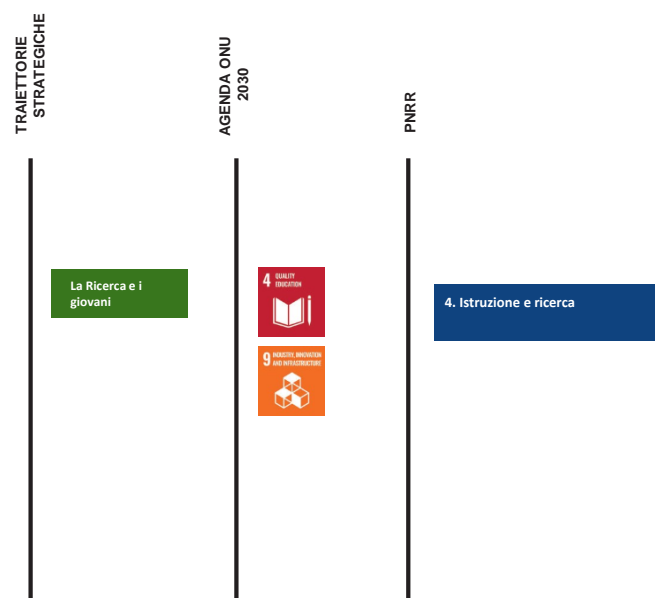 TRAIETTORIE
STRATEGICHE
AGENDA ONU
2030
PNRR
La Ricerca e i
giovani
4 QUALITY
EDUCATION
9 INDUSTRY, INNOVATION
AND INFRASTRUCTURE
4. Istruzione e ricerca